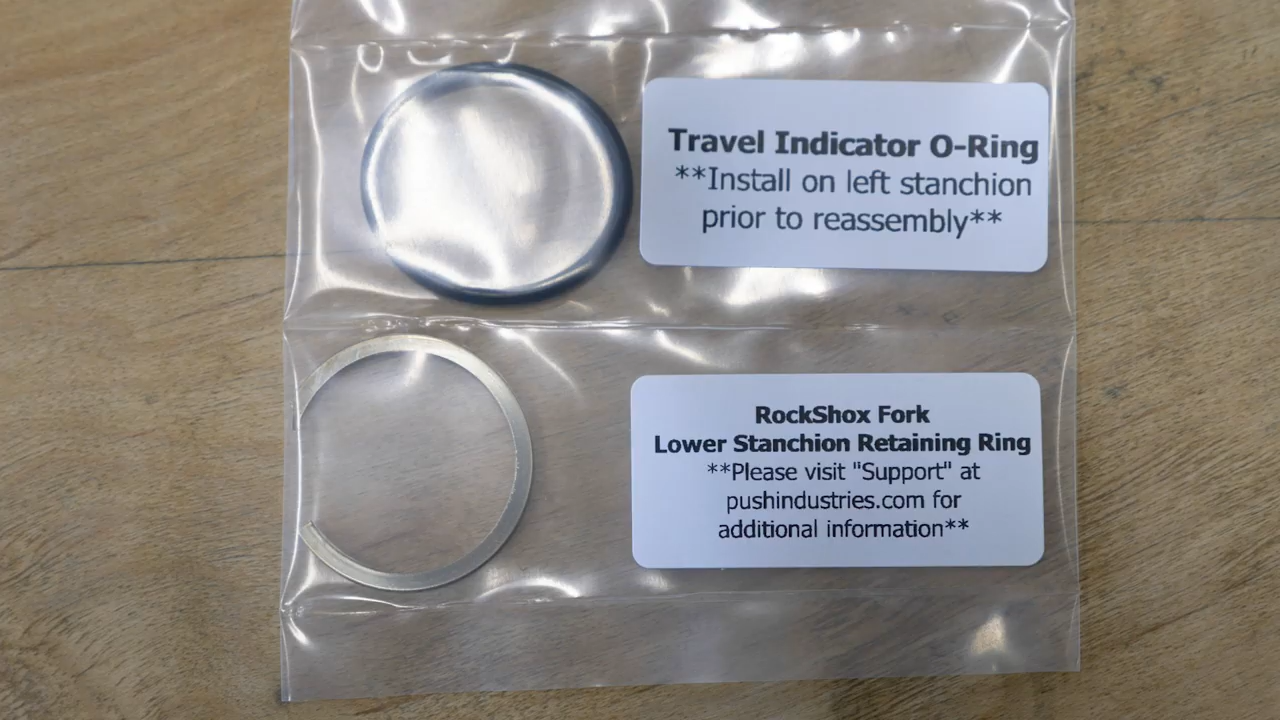 Travel Indicator O-Ring
**Install on left stanchion
prior to reassembly**
RockShox Fork
Lower Stanchion Retaining Ring
**Please visit "Support" at
pushindustries.com for
additional information**